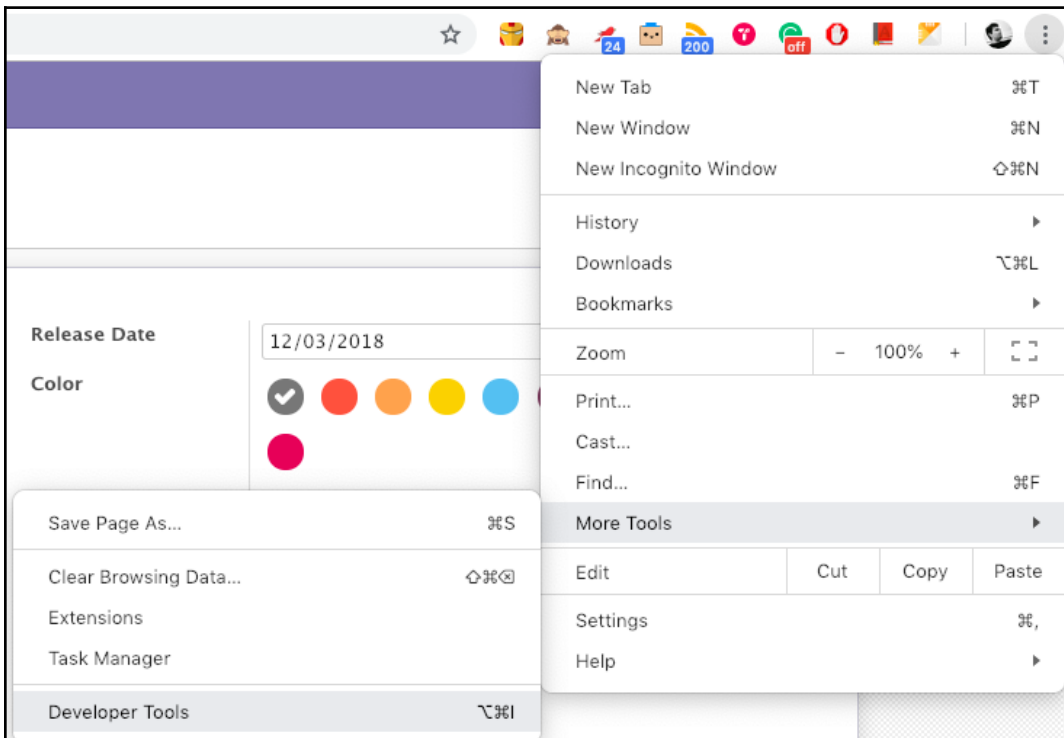 24 200 off
New Tab ⌘T
New Window ⌘N
New Incognito Window ⇧⌘N
History
Downloads ⌥⌘L
Bookmarks
Zoom − 100% +
Print... ⌘P
Cast...
Find... ⌘F
More Tools
Edit Cut Copy Paste
Settings ⌘,
Help
Release Date 12/03/2018
Color
Save Page As... ⌘S
Clear Browsing Data... ⇧⌘⌫
Extensions
Task Manager
Developer Tools ⌥⌘I